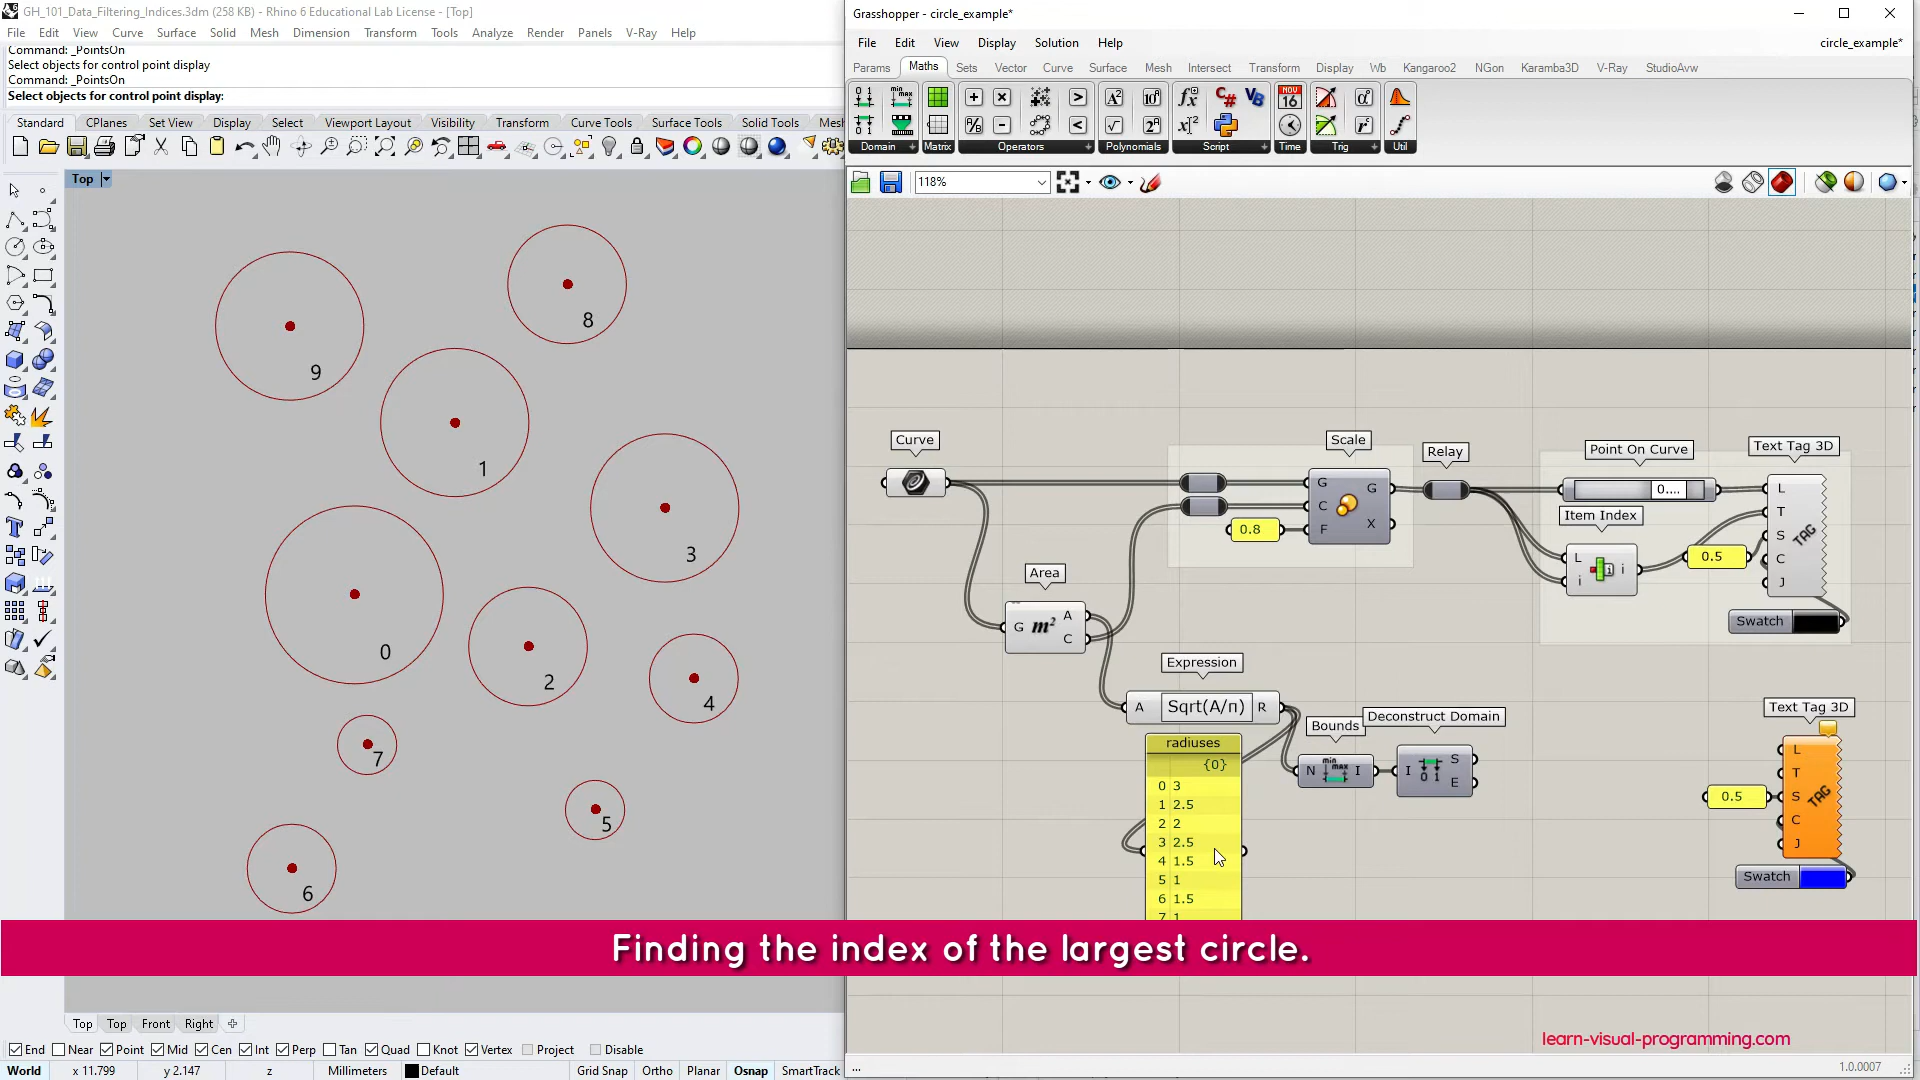 GH_101_Data_Filtering_Indices.3dm (258 KB) - Rhino 6 Educational Lab License - [Top]
File Edit View Curve Surface Solid Mesh Dimension Transform Tools Analyze Render Panels V-Ray Help
Command: _PointsOn
Select objects for control point display
Command: _PointsOn
Select objects for control point display:
Standard CPlanes Set View Display Select Viewport Layout Visibility Transform Curve Tools Surface Tools Solid Tools Mesh
Top
8
9
1
3
0
2
4
7
5
6
Top Top Front Right
End Near Point Mid Cen Int Perp Tan Quad Knot Vertex Project Disable
World x 11.799 y 2.147 z Millimeters Default Grid Snap Ortho Planar Osnap SmartTrack
Grasshopper - circle_example*
File Edit View Display Solution Help circle_example*
Params Maths Sets Vector Curve Surface Mesh Intersect Transform Display Wb Kangaroo2 NGon Karamba3D V-Ray StudioAvw
Domain Matrix Operators Polynomials Script Time Trig Util
118%
Curve
Scale
Relay
Point On Curve
Text Tag 3D
G
C
F
G
X
0.8
0....
Item Index
L
i
i
0.5
L
T
S
C
J
TAG
Swatch
Area
G m² A
C
Expression
A Sqrt(A/π) R
Bounds
Deconstruct Domain
N I
I S
E
radiuses
{0}
0 3
1 2.5
2 2
3 2.5
4 1.5
5 1
6 1.5
7 1
Text Tag 3D
L
T
S
C
J
TAG
0.5
Swatch
Finding the index of the largest circle.
learn-visual-programming.com
...
1.0.0007